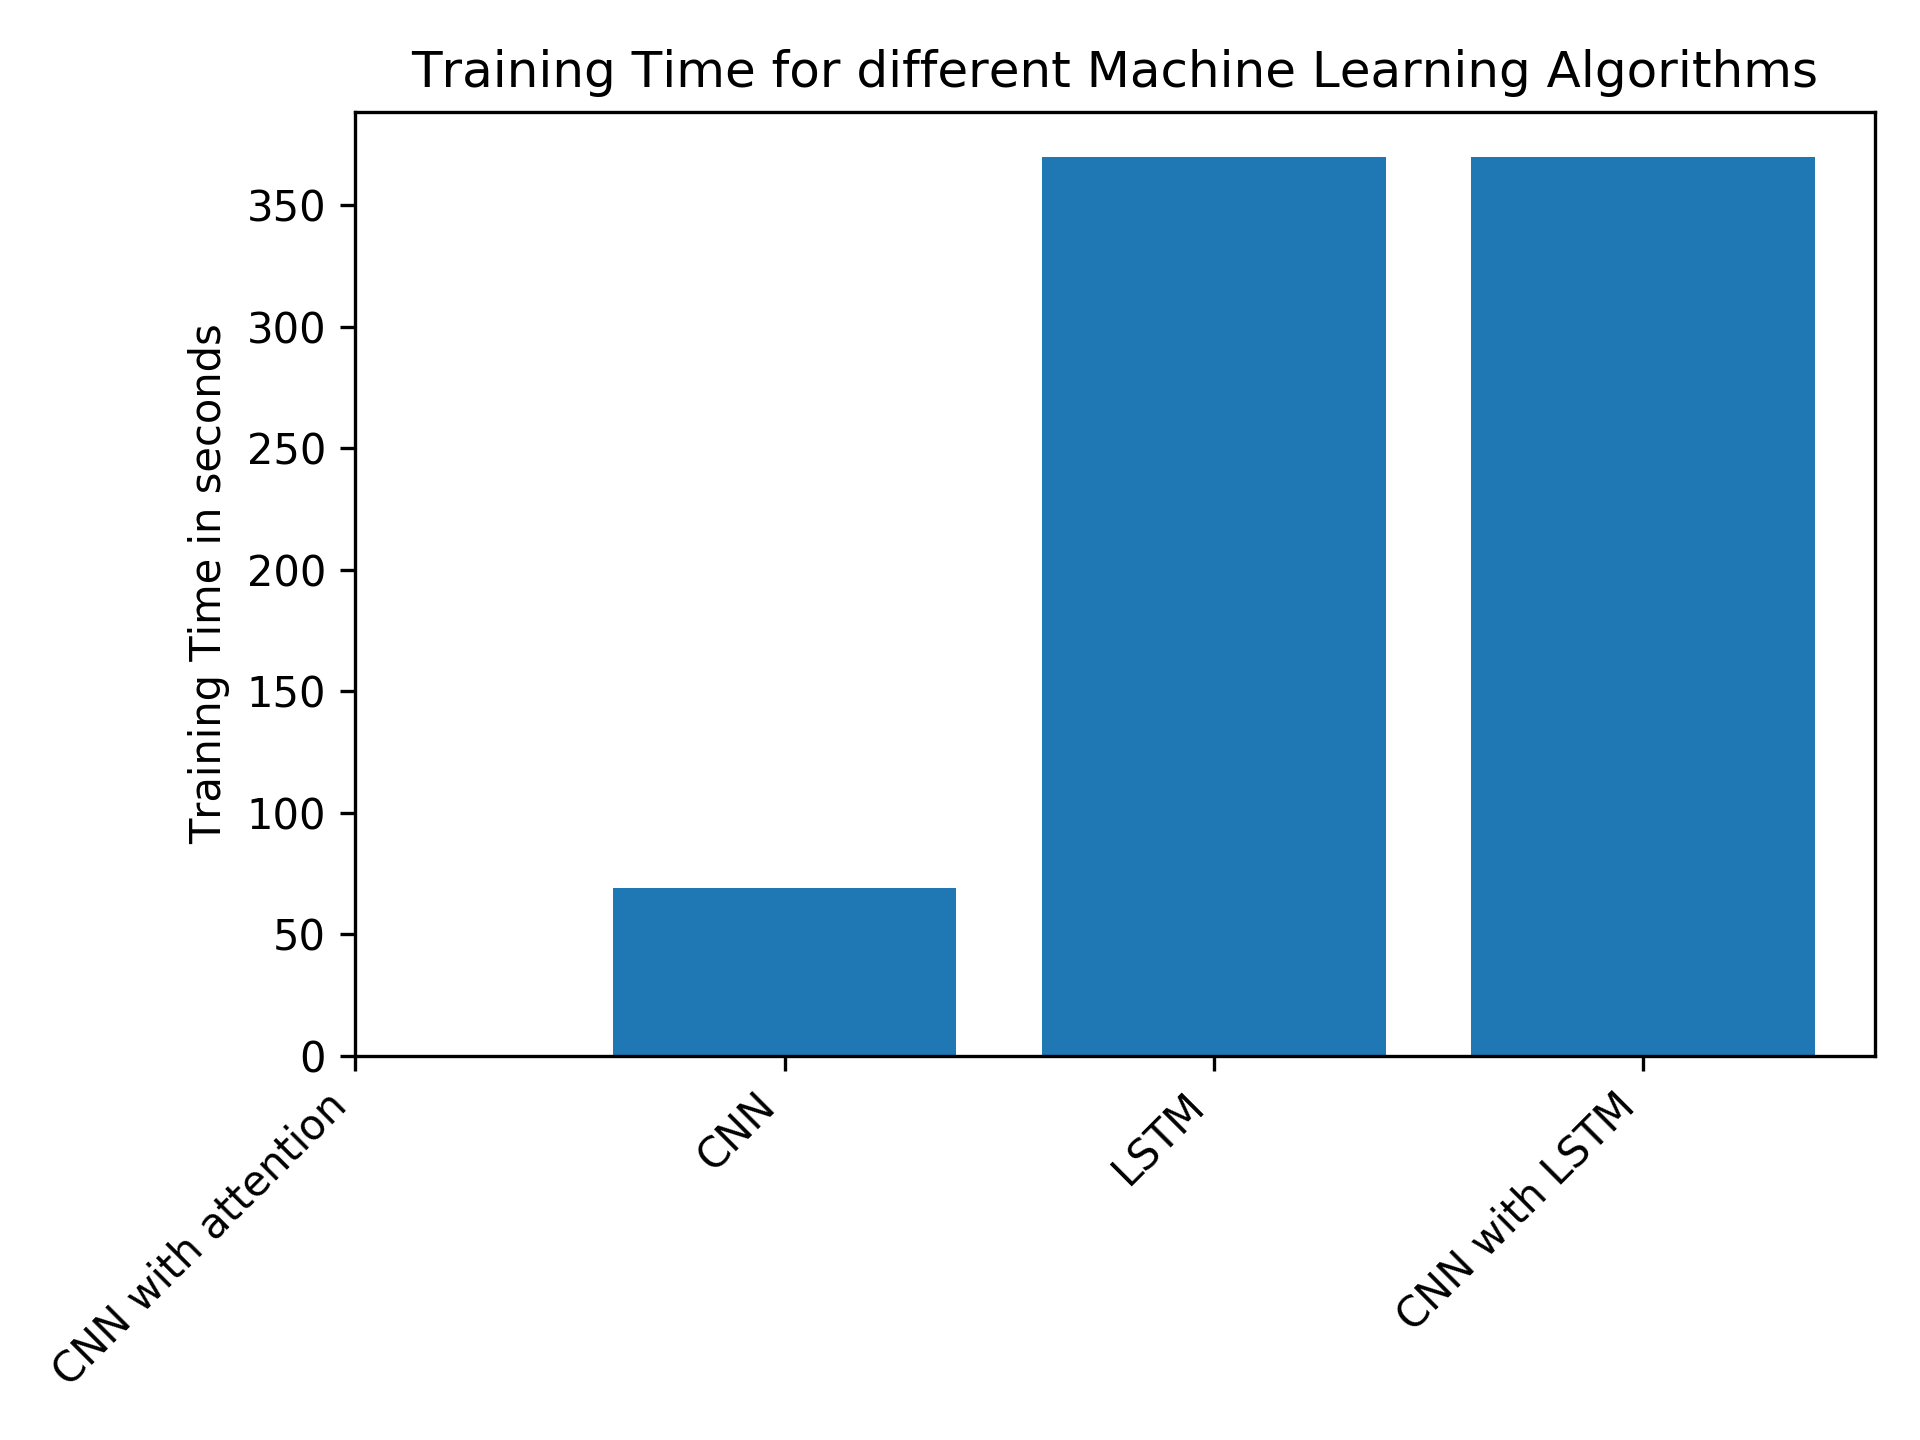 Training Time for different Machine Learning Algorithms
Training Time in seconds
350
300
250
200
150
100
50
0
CNN with attention
CNN
LSTM
CNN with LSTM